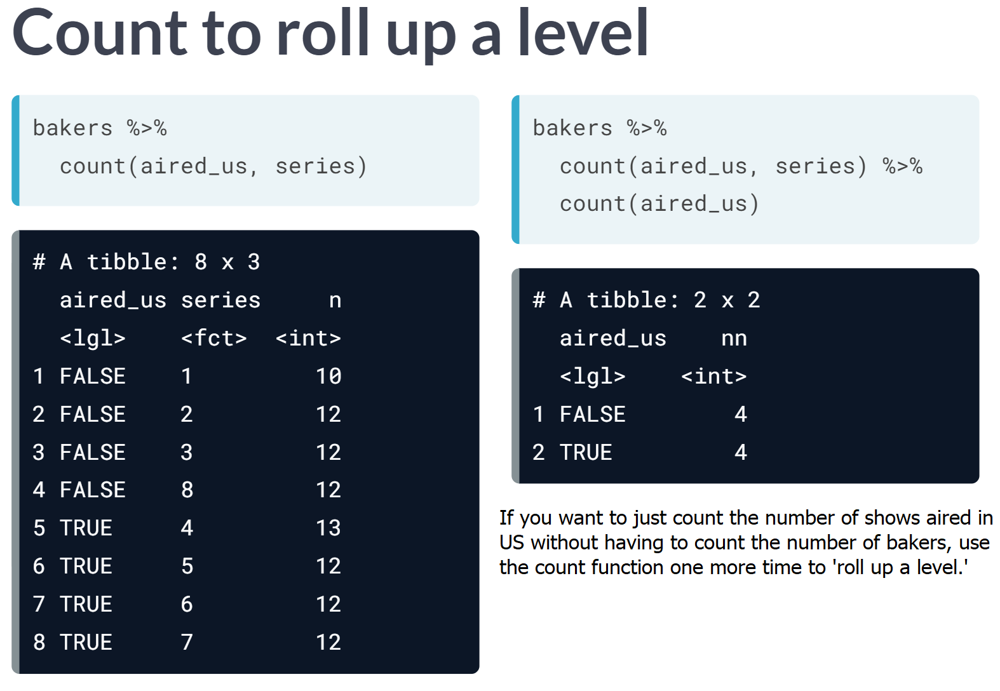 Count to roll up a level
bakers %>%
  count(aired_us, series)
# A tibble: 8 x 3
  aired_us series     n
  <lgl>    <fct>  <int>
1 FALSE    1         10
2 FALSE    2         12
3 FALSE    3         12
4 FALSE    8         12
5 TRUE     4         13
6 TRUE     5         12
7 TRUE     6         12
8 TRUE     7         12
bakers %>%
  count(aired_us, series) %>%
  count(aired_us)
# A tibble: 2 x 2
  aired_us    nn
  <lgl>    <int>
1 FALSE        4
2 TRUE         4
If you want to just count the number of shows aired in
US without having to count the number of bakers, use
the count function one more time to 'roll up a level.'